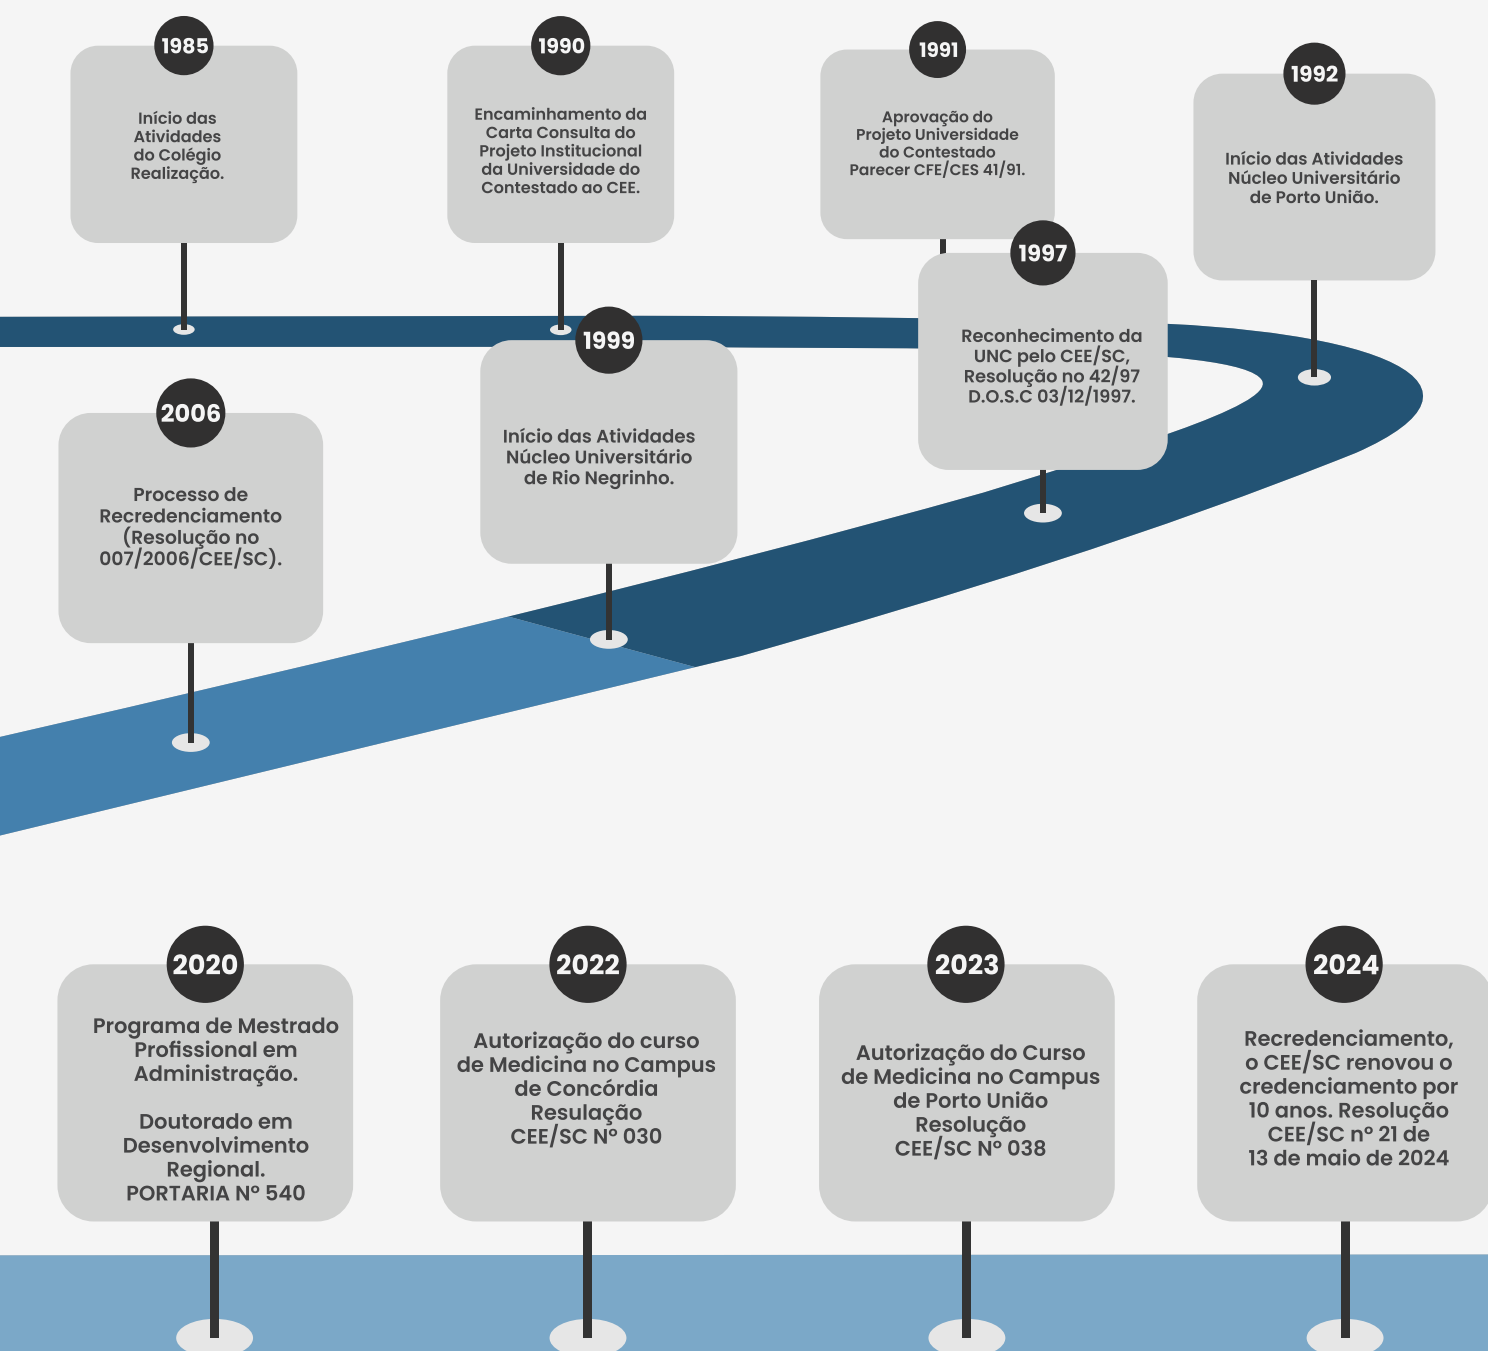 1985
Início das
Atividades
do Colégio
Realização.
1990
Encaminhamento da
Carta Consulta do
Projeto Institucional
da Universidade do
Contestado ao CEE.
1991
Aprovação do
Projeto Universidade
do Contestado
Parecer CFE/CES 41/91.
1992
Início das Atividades
Núcleo Universitário
de Porto União.
1997
Reconhecimento da
UNC pelo CEE/SC,
Resolução no 42/97
D.O.S.C 03/12/1997.
1999
Início das Atividades
Núcleo Universitário
de Rio Negrinho.
2006
Processo de
Recredenciamento
(Resolução no
007/2006/CEE/SC).
2020
Programa de Mestrado
Profissional em
Administração.
Doutorado em
Desenvolvimento
Regional.
PORTARIA Nº 540
2022
Autorização do curso
de Medicina no Campus
de Concórdia
Resulação
CEE/SC Nº 030
2023
Autorização do Curso
de Medicina no Campus
de Porto União
Resolução
CEE/SC Nº 038
2024
Recredenciamento,
o CEE/SC renovou o
credenciamento por
10 anos. Resolução
CEE/SC nº 21 de
13 de maio de 2024